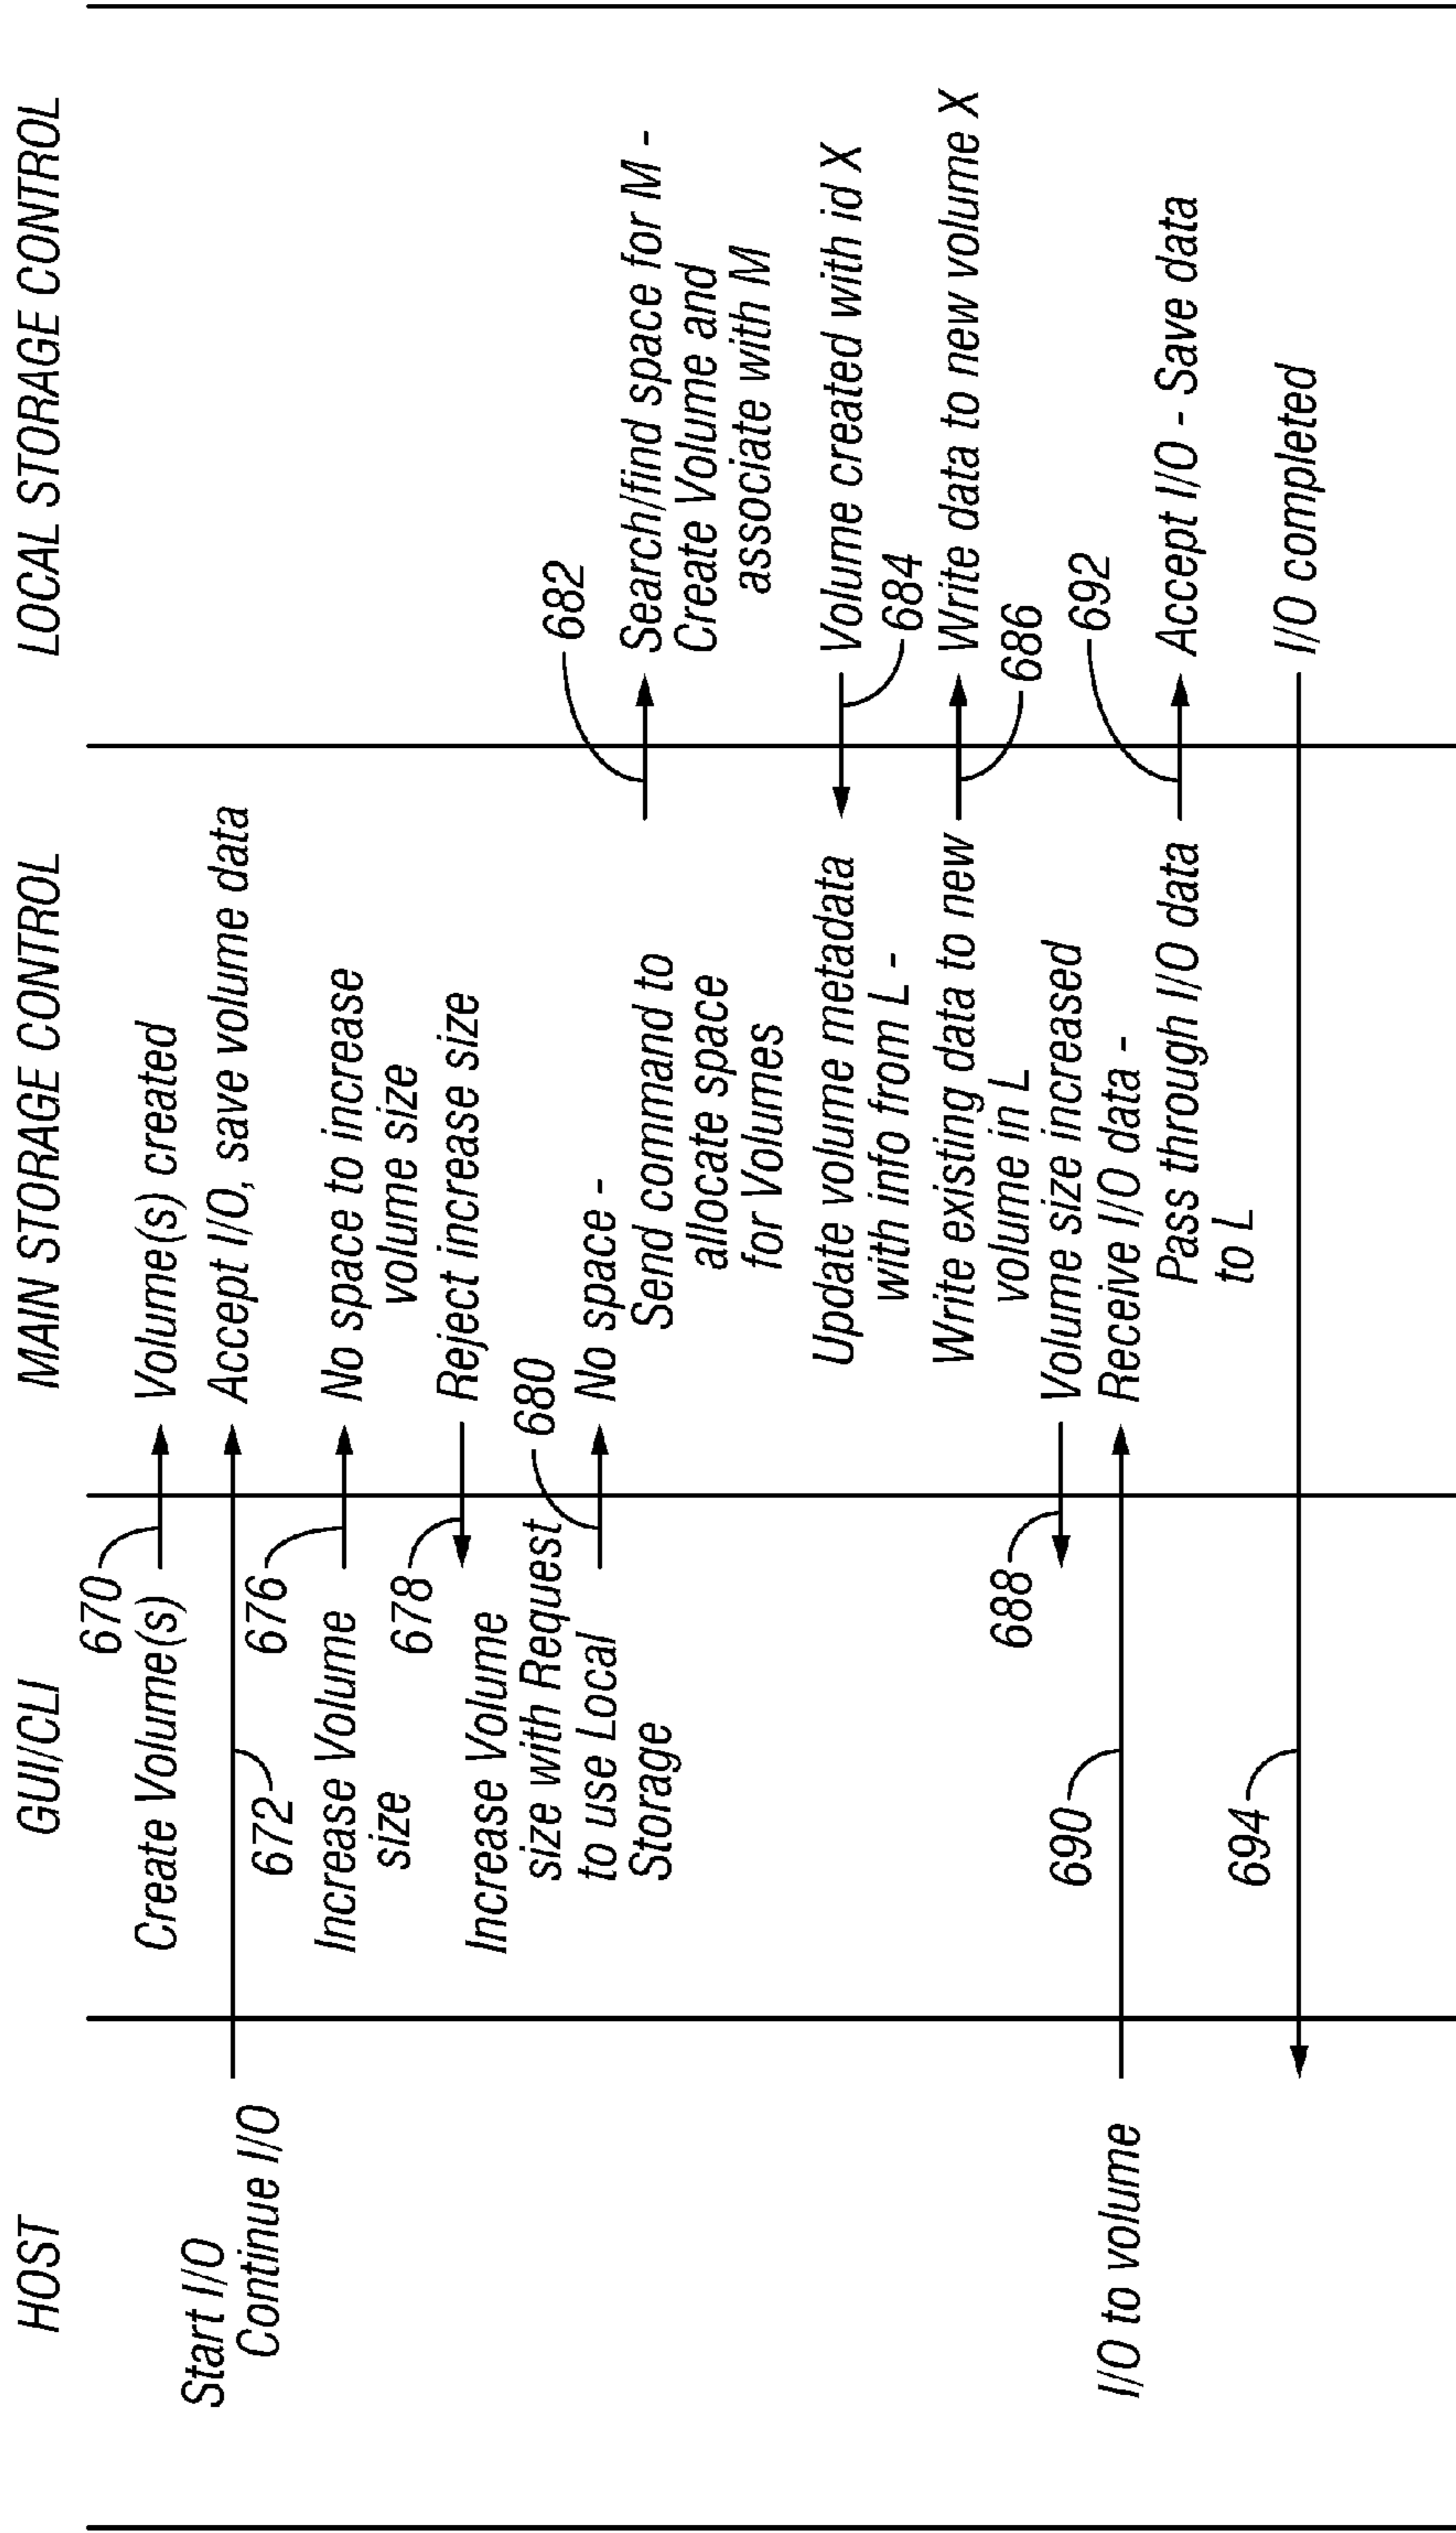 HOST
GUI/CLI
MAIN STORAGE CONTROL
LOCAL STORAGE CONTROL
670
Create Volume(s)
Volume(s) created
Start I/O
Continue I/O
672
Accept I/O, save volume data
676
Increase Volume
size
No space to increase
volume size
678
Reject increase size
Increase Volume
size with Request
to use Local
Storage
680
No space -
Send command to
allocate space
for Volumes
682
Search/find space for M -
Create Volume and
associate with M
Volume created with id X
684
Update volume metadata
with info from L -
Write existing data to new
volume in L
Write data to new volume X
686
688
Volume size increased
I/O to volume
690
Receive I/O data -
Pass through I/O data
to L
692
Accept I/O - Save data
694
I/O completed